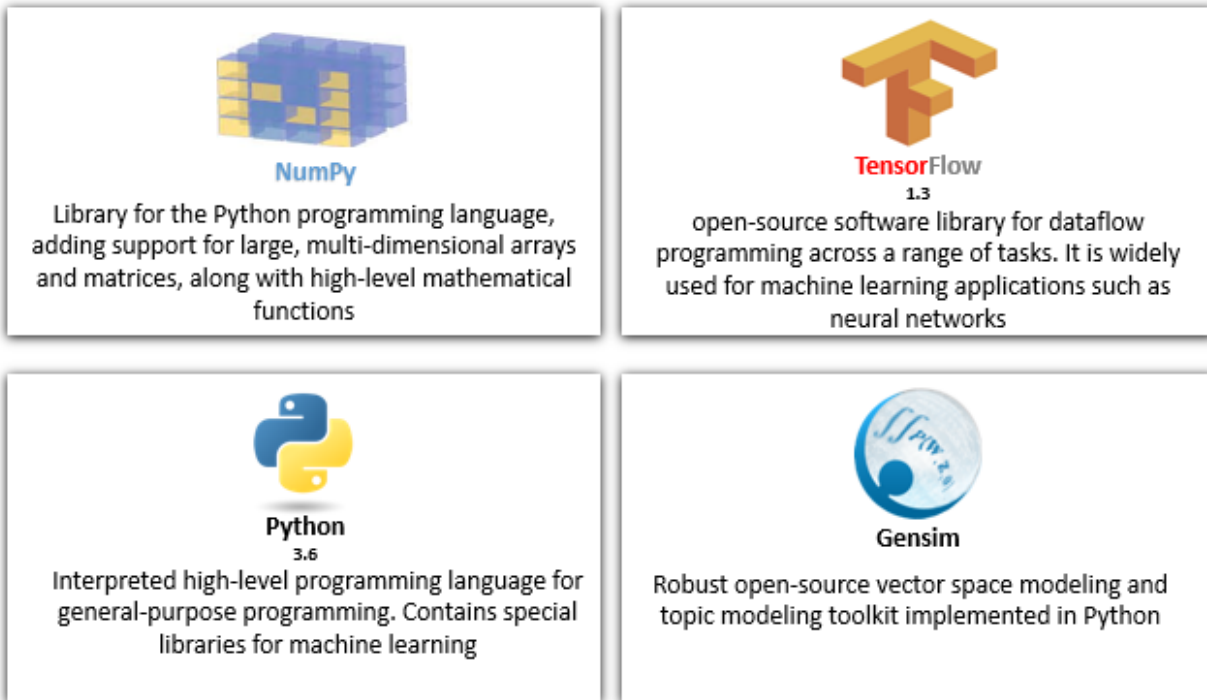 NumPy
Library for the Python programming language,
adding support for large, multi-dimensional arrays
and matrices, along with high-level mathematical
functions
TensorFlow
1.3
open-source software library for dataflow
programming across a range of tasks. It is widely
used for machine learning applications such as
neural networks
Python
3.6
Interpreted high-level programming language for
general-purpose programming. Contains special
libraries for machine learning
Gensim
Robust open-source vector space modeling and
topic modeling toolkit implemented in Python